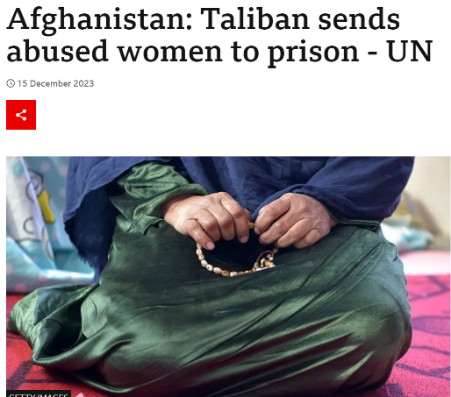 Afghanistan: Taliban sends
abused women to prison - UN
15 December 2023
GETTY IMAGES